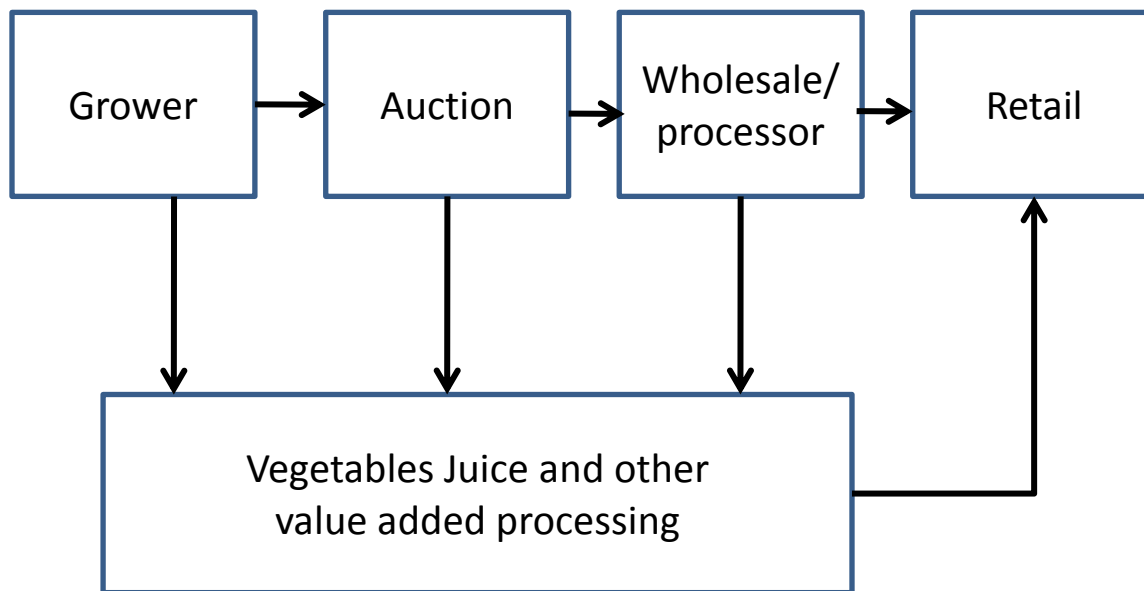 Grower
Auction
Wholesale/
processor
Retail
Vegetables Juice and other
value added processing